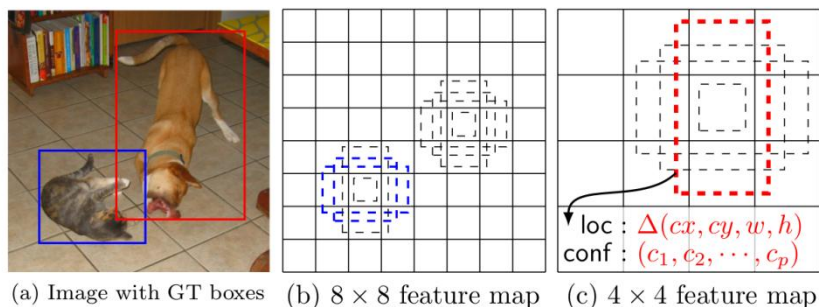 loc : Δ(cx, cy, w, h)
conf : (c₁, c₂, ⋯, cₚ)
(a) Image with GT boxes
(b) 8 × 8 feature map
(c) 4 × 4 feature map